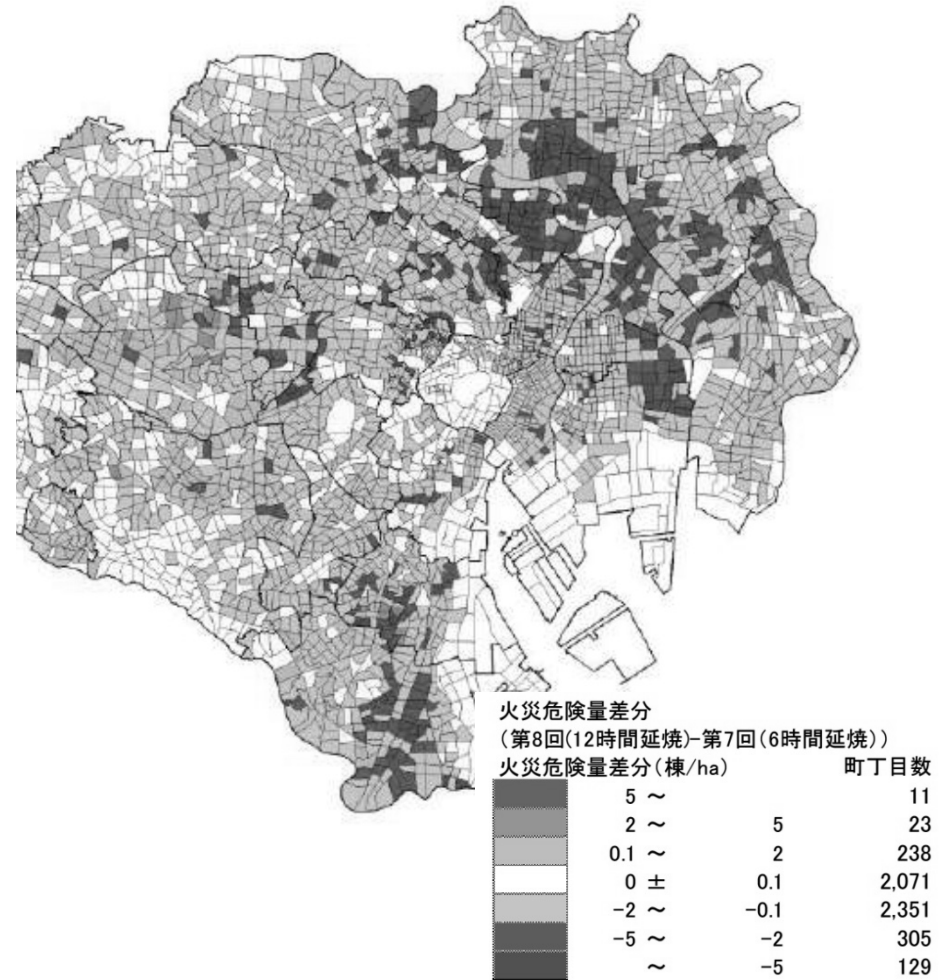 火災危険量差分
(第8回(12時間延焼)-第7回(6時間延焼))
火災危険量差分(棟/ha) 町丁目数
5 ~ 11
2 ~ 5 23
0.1 ~ 2 238
0 ± 0.1 2,071
-2 ~ -0.1 2,351
-5 ~ -2 305
~ -5 129